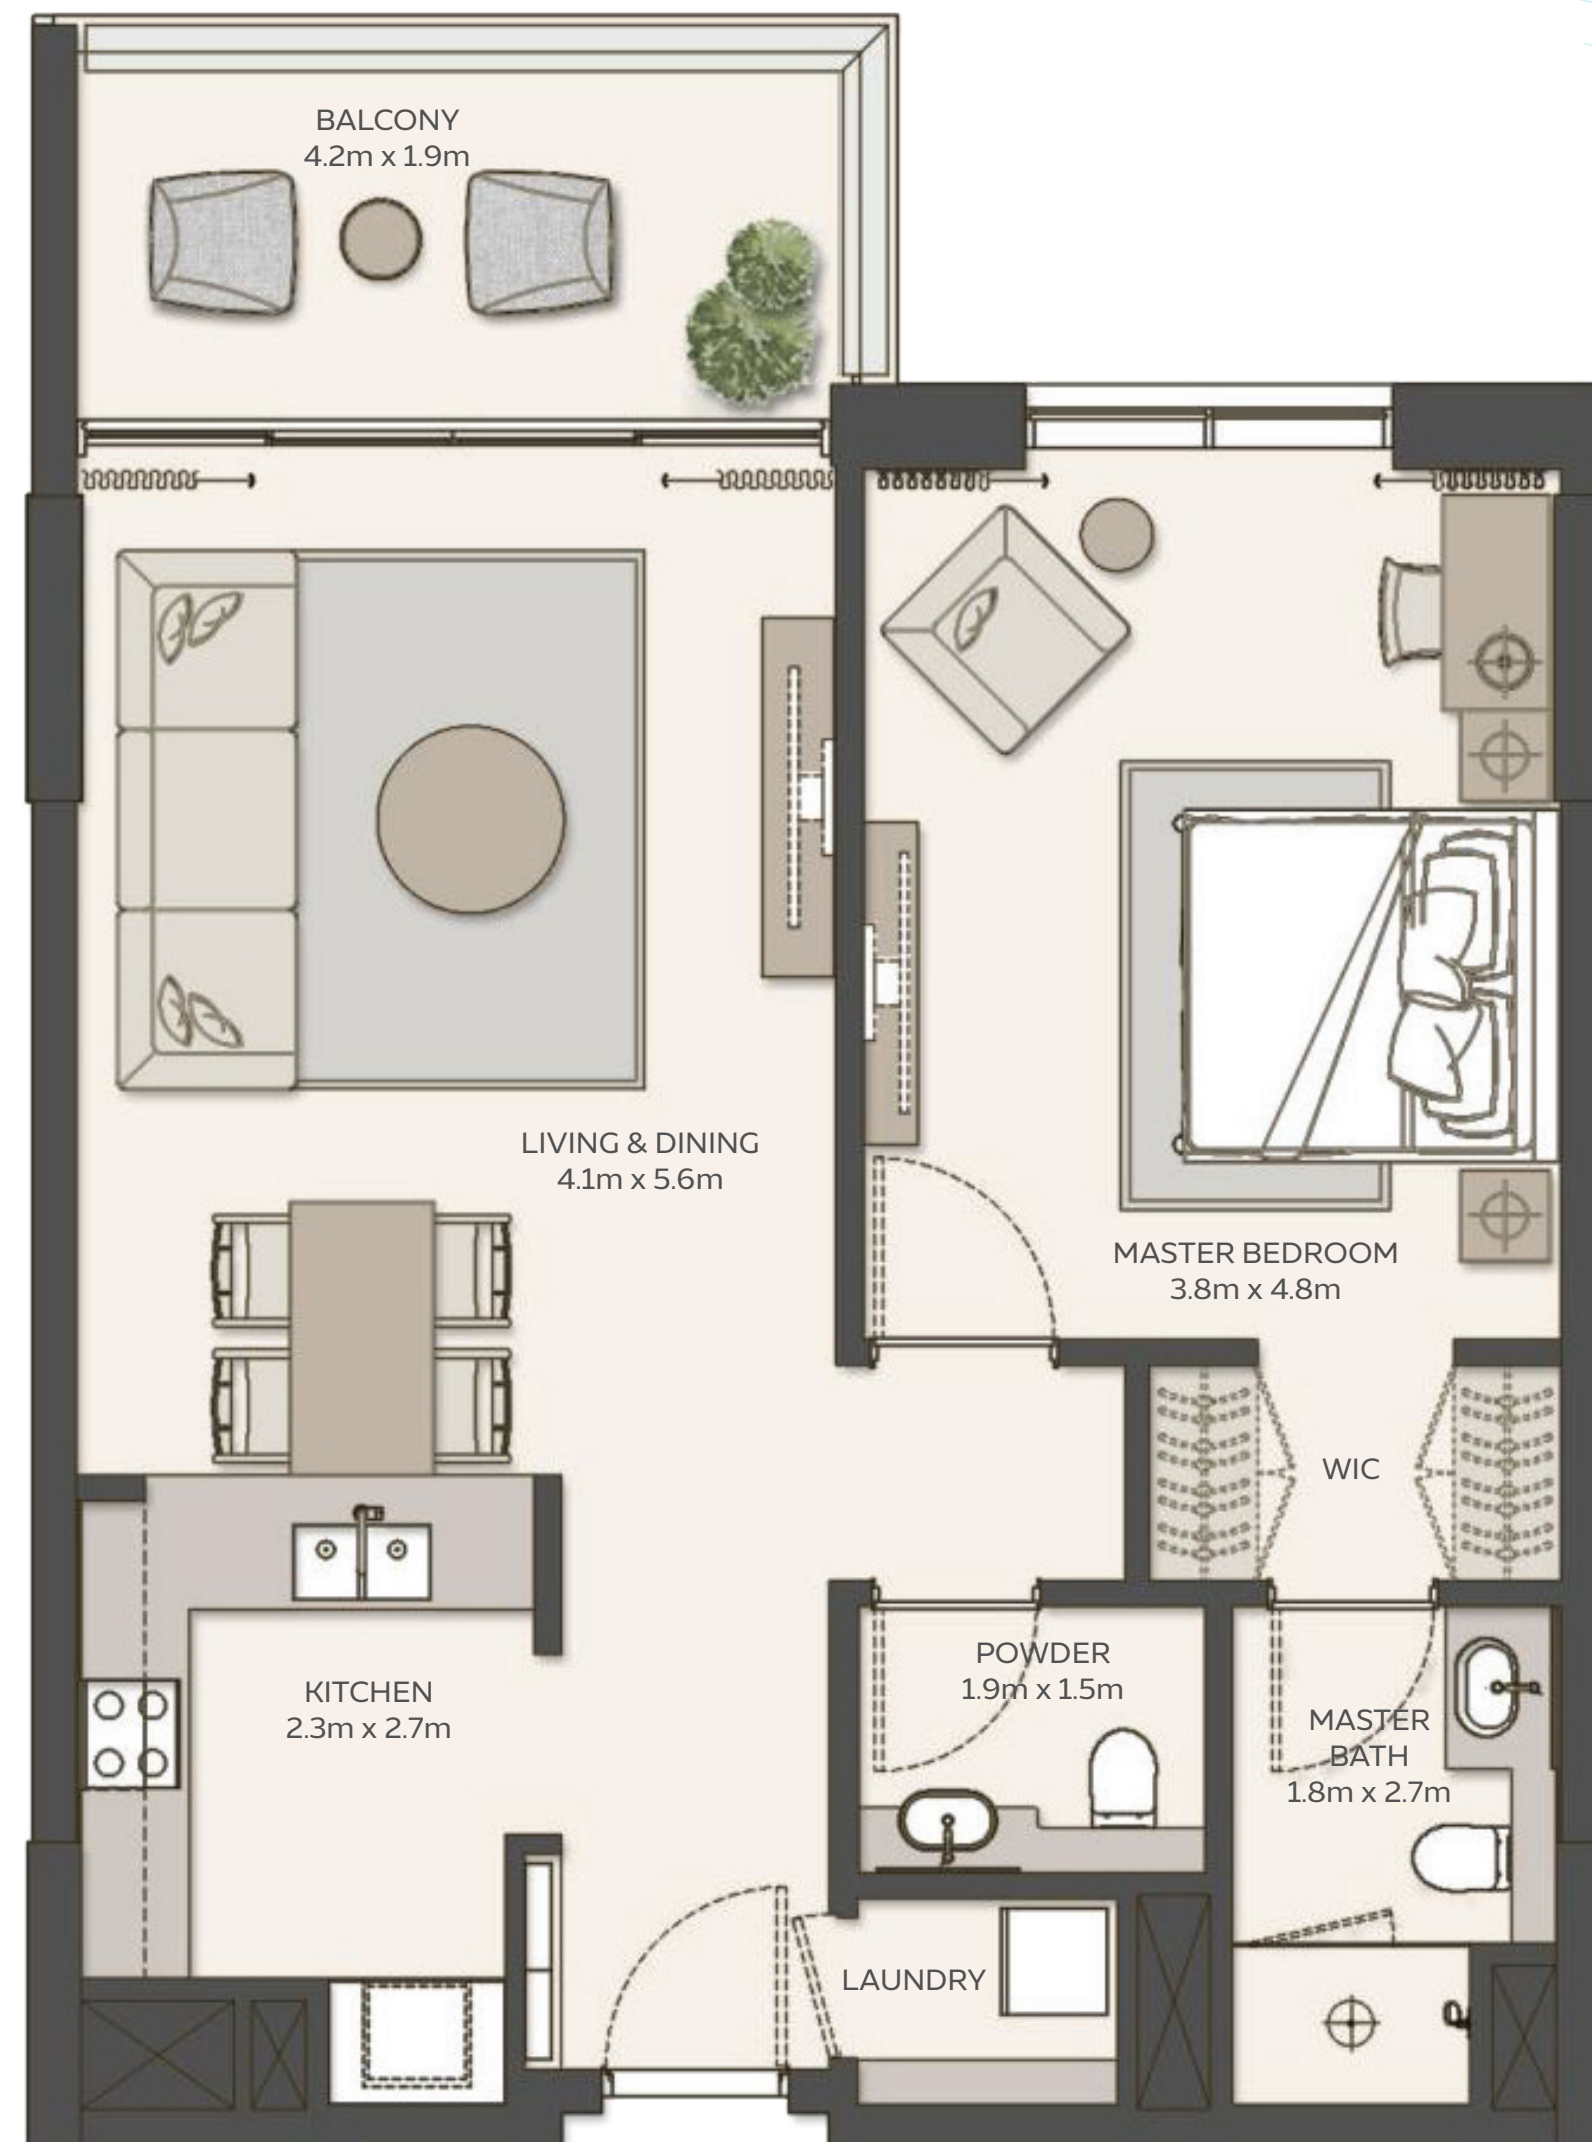 BALCONY
4.2m x 1.9m
LIVING & DINING
4.1m x 5.6m
MASTER BEDROOM
3.8m x 4.8m
WIC
KITCHEN
2.3m x 2.7m
POWDER
1.9m x 1.5m
MASTER
BATH
1.8m x 2.7m
LAUNDRY